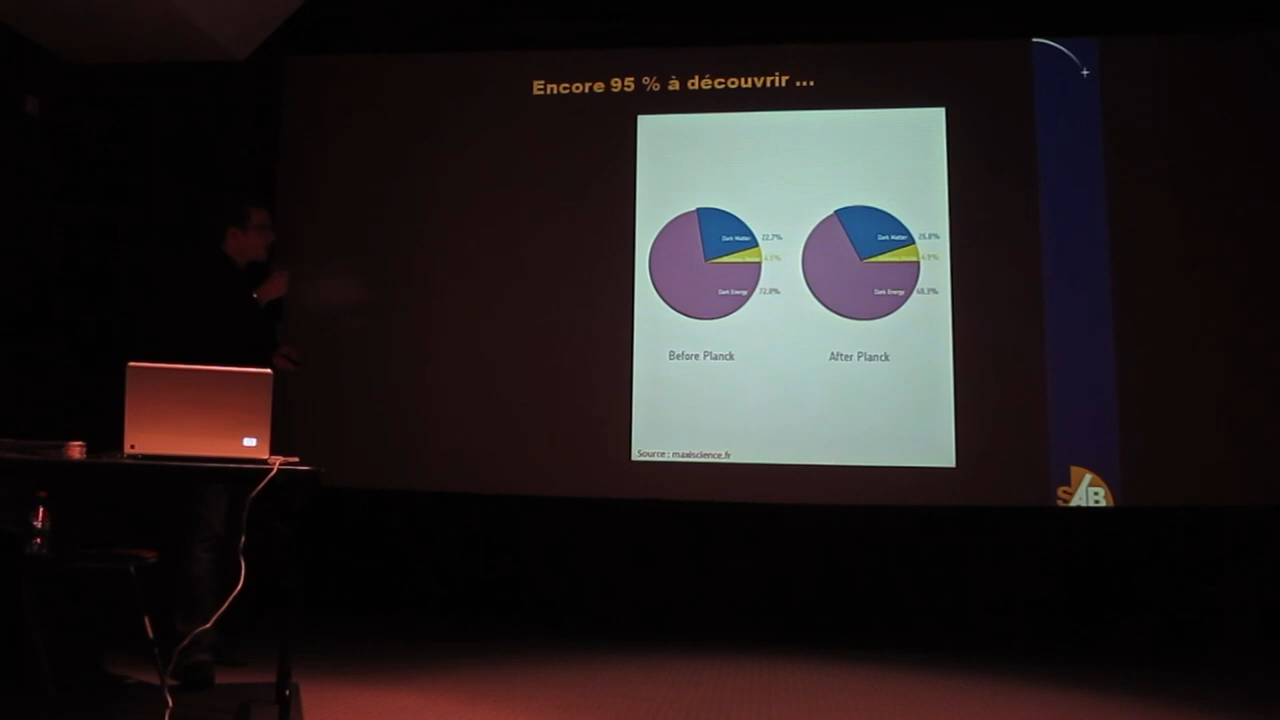 Encore 95 % à découvrir ...
Dark Matter 22.7%
4.5%
Dark Energy 72.8%
Before Planck
Dark Matter 26.8%
4.9%
Dark Energy 68.3%
After Planck
Source : maxiscience.fr
SAB